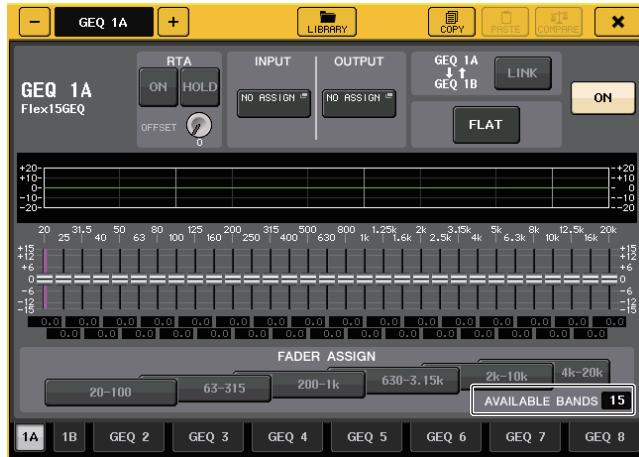 − GEQ 1A + LIBRARY COPY PASTE COMPARE ×
GEQ 1A
Flex15GEQ
RTA
ON HOLD
OFFSET
0
INPUT
NO ASSIGN
OUTPUT
NO ASSIGN
GEQ 1A
↓↑
GEQ 1B
LINK
FLAT
ON
+20 +20
+10 +10
0 0
-10 -10
-20 -20
20 31.5 50 80 125 200 315 500 800 1.25k 2k 3.15k 5k 8k 12.5k 20k
25 40 63 100 160 250 400 630 1k 1.6k 2.5k 4k 6.3k 10k 16k
+15 +15
+12 +12
+6 +6
0 0
-6 -6
-12 -12
-15 -15
0.0 0.0 0.0 0.0 0.0 0.0 0.0 0.0 0.0 0.0 0.0 0.0 0.0 0.0 0.0 0.0
0.0 0.0 0.0 0.0 0.0 0.0 0.0 0.0 0.0 0.0 0.0 0.0 0.0 0.0 0.0
FADER ASSIGN
20-100 63-315 200-1k 630-3.15k 2k-10k 4k-20k
AVAILABLE BANDS 15
1A 1B GEQ 2 GEQ 3 GEQ 4 GEQ 5 GEQ 6 GEQ 7 GEQ 8